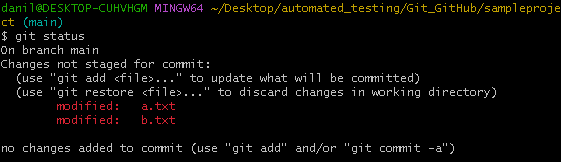 danil@DESKTOP-CUHVHGM MINGW64 ~/Desktop/automated_testing/Git_GitHub/sampleproje
ct (main)
$ git status
On branch main
Changes not staged for commit:
  (use "git add <file>..." to update what will be committed)
  (use "git restore <file>..." to discard changes in working directory)
        modified:   a.txt
        modified:   b.txt

no changes added to commit (use "git add" and/or "git commit -a")